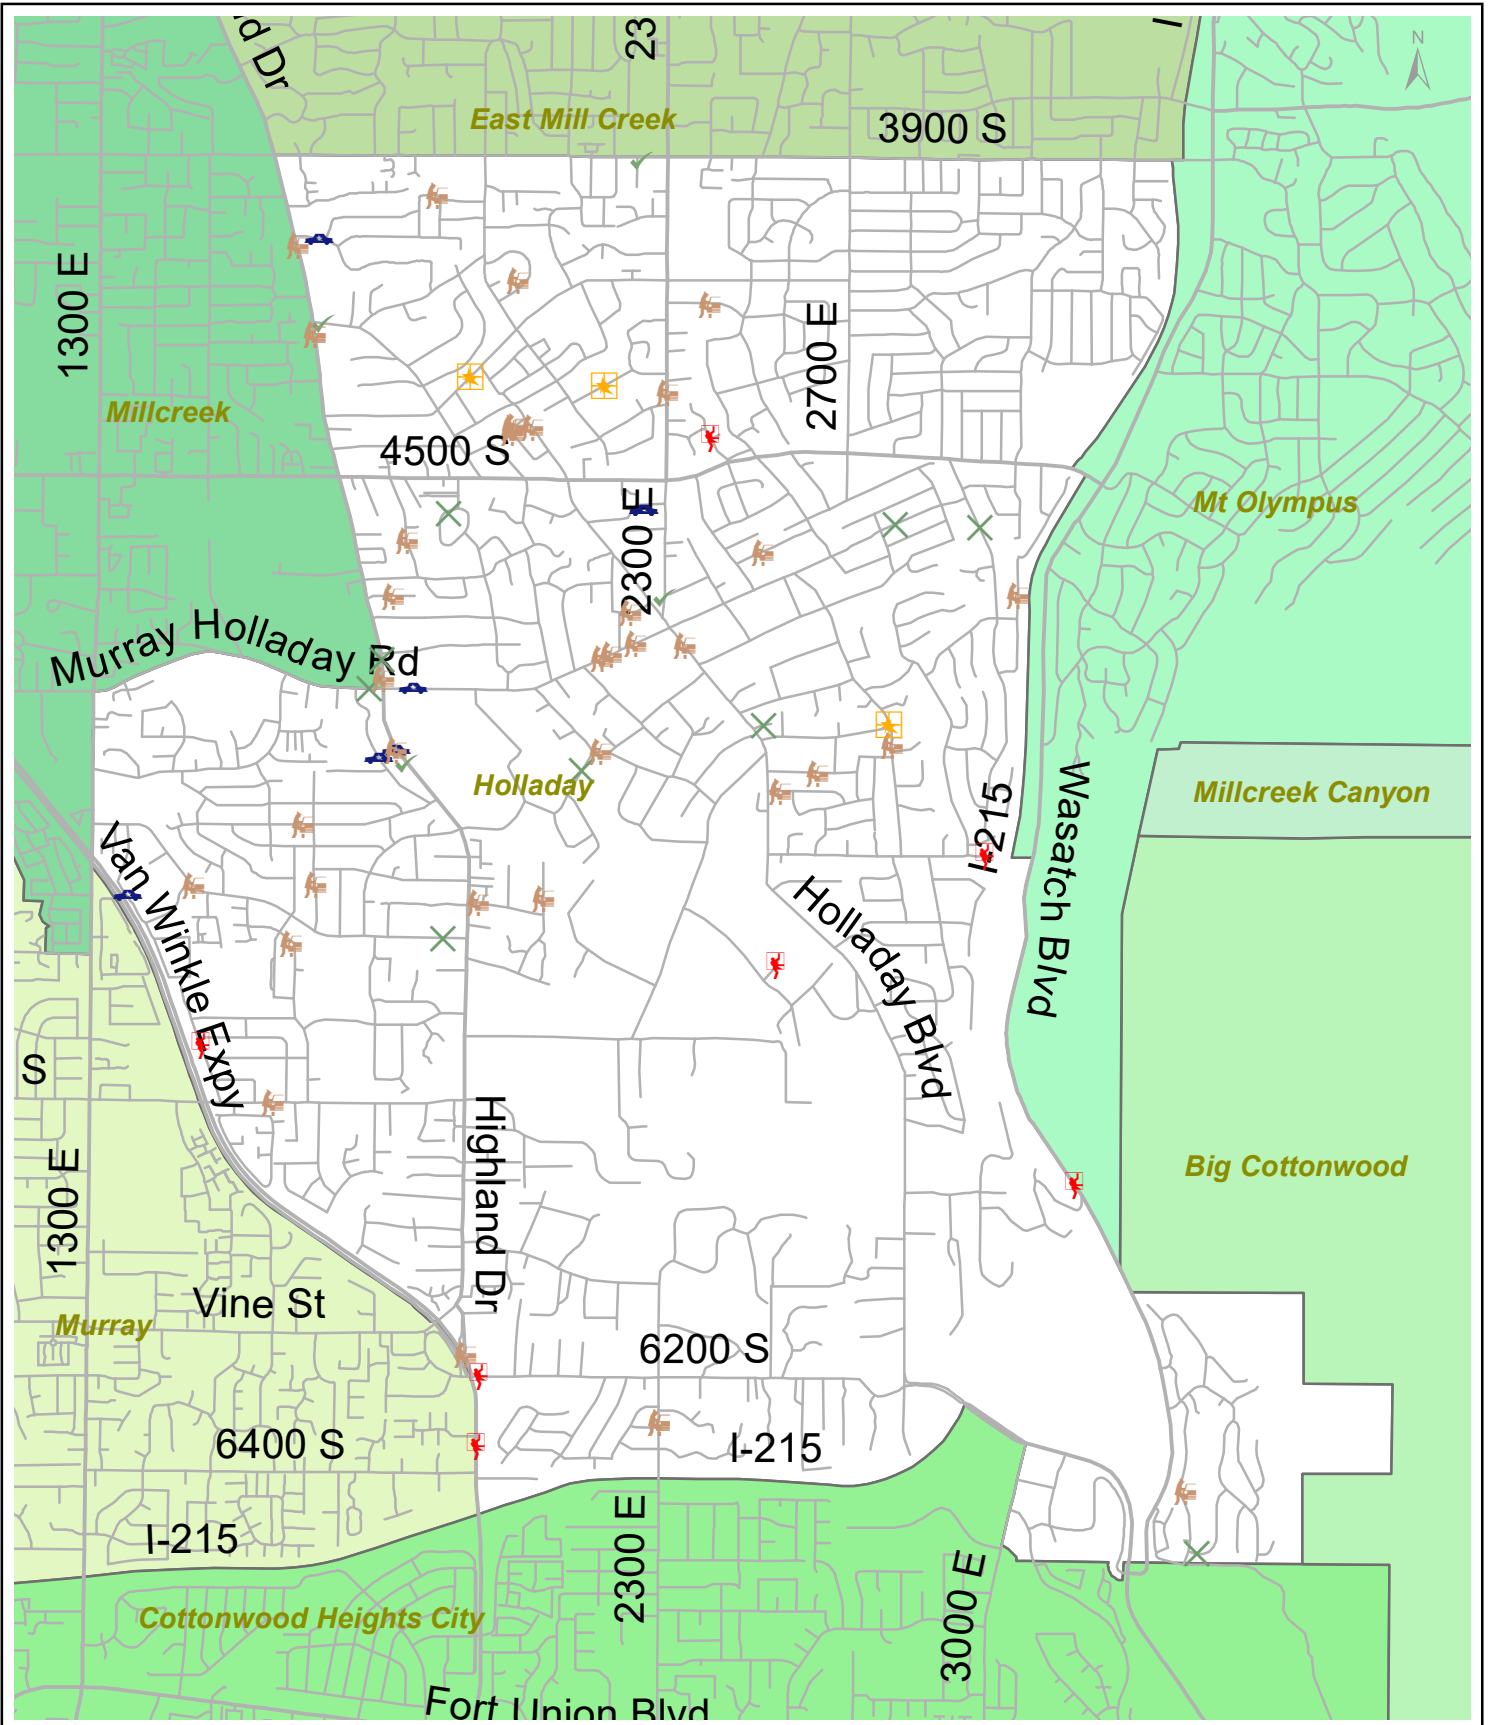 d Dr
23
I
N
East Mill Creek
3900 S
1300 E
2700 E
Millcreek
4500 S
Mt Olympus
2300 E
Murray Holladay Rd
Holladay
Millcreek Canyon
I-215
Wasatch Blvd
Van Winkle Expy
Holladay Blvd
S
Highland Dr
1300 E
Big Cottonwood
Vine St
Murray
6200 S
6400 S
I-215
I-215
2300 E
3000 E
Cottonwood Heights City
Fort Union Blvd